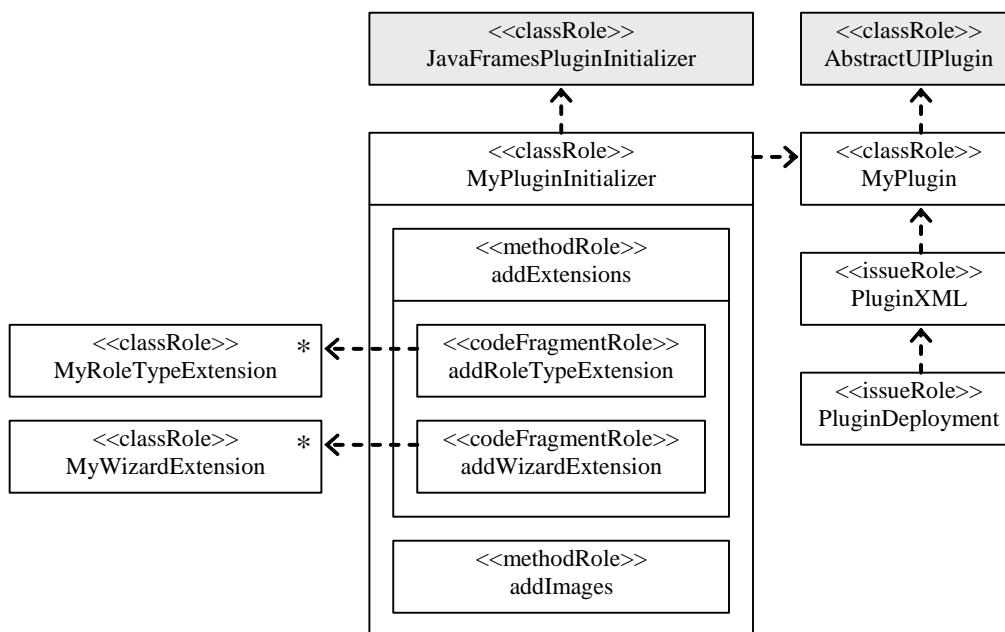 <<classRole>>
JavaFramesPluginInitializer
<<classRole>>
AbstractUIPlugin
<<classRole>>
MyPluginInitializer
<<classRole>>
MyPlugin
<<methodRole>>
addExtensions
<<issueRole>>
PluginXML
<<classRole>> *
MyRoleTypeExtension
<<codeFragmentRole>>
addRoleTypeExtension
<<issueRole>>
PluginDeployment
<<classRole>> *
MyWizardExtension
<<codeFragmentRole>>
addWizardExtension
<<methodRole>>
addImages